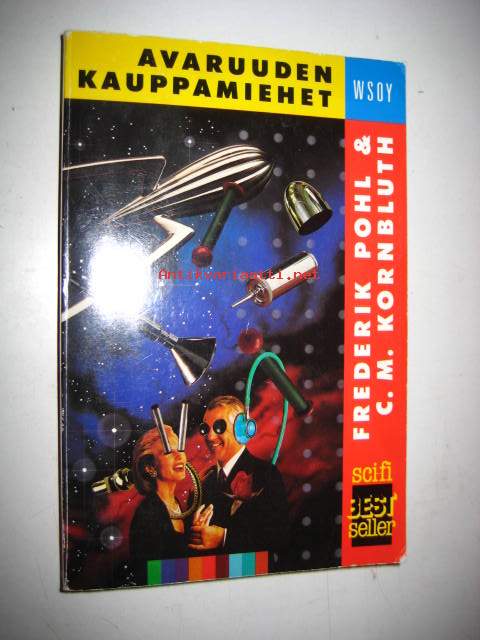 AVARUUDEN
KAUPPAMIEHET
WSOY
FREDERIK POHL &
C. M. KORNBLUTH
Antikvariaatti.net
scifi
BEST
seller